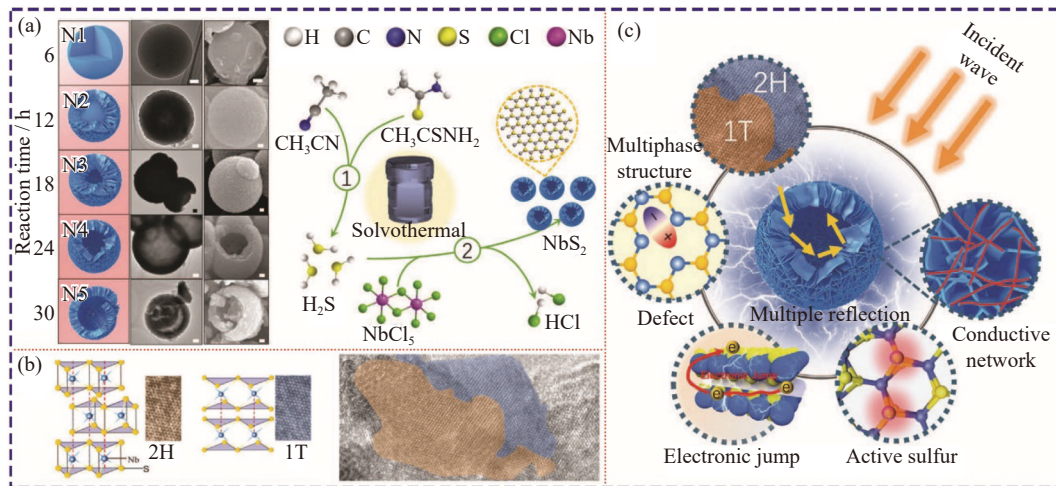 (a)
Reaction time / h
6
12
18
24
30
N1
N2
N3
N4
N5
H C N S Cl Nb
CH₃CN
CH₃CSNH₂
1
Solvothermal
NbS₂
2
H₂S
NbCl₅
HCl
(b)
2H
Nb
S
1T
(c)
Incident
wave
2H
1T
Multiphase
structure
Defect
Multiple reflection
Conductive
network
e
e
e
Electronic jump
Active sulfur